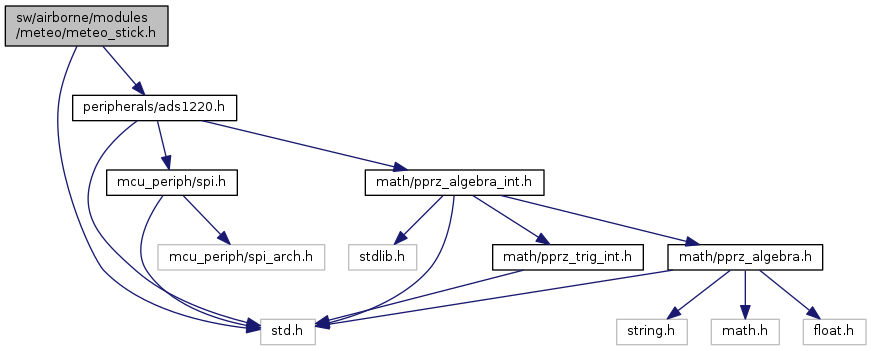 sw/airborne/modules
/meteo/meteo_stick.h
peripherals/ads1220.h
mcu_periph/spi.h
math/pprz_algebra_int.h
mcu_periph/spi_arch.h
stdlib.h
math/pprz_trig_int.h
math/pprz_algebra.h
std.h
string.h
math.h
float.h